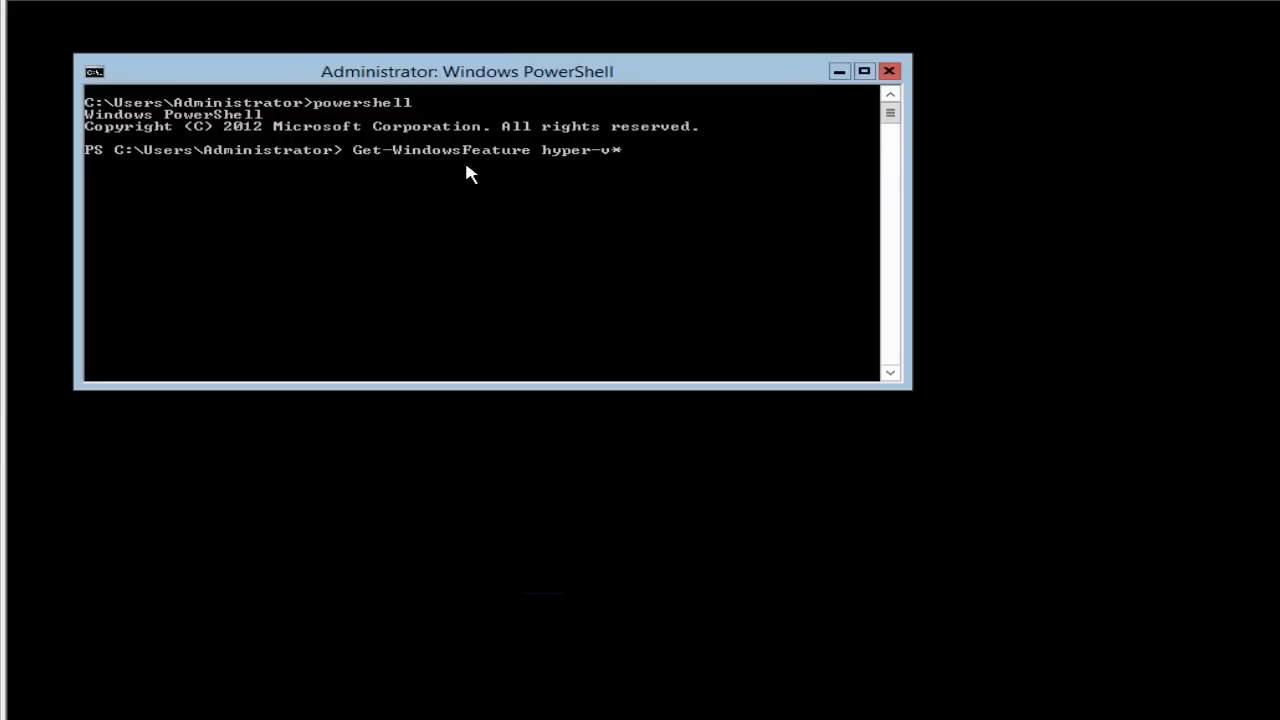 Administrator: Windows PowerShell
C:\Users\Administrator>powershell
Windows PowerShell
Copyright (C) 2012 Microsoft Corporation. All rights reserved.
PS C:\Users\Administrator> Get-WindowsFeature hyper-v*